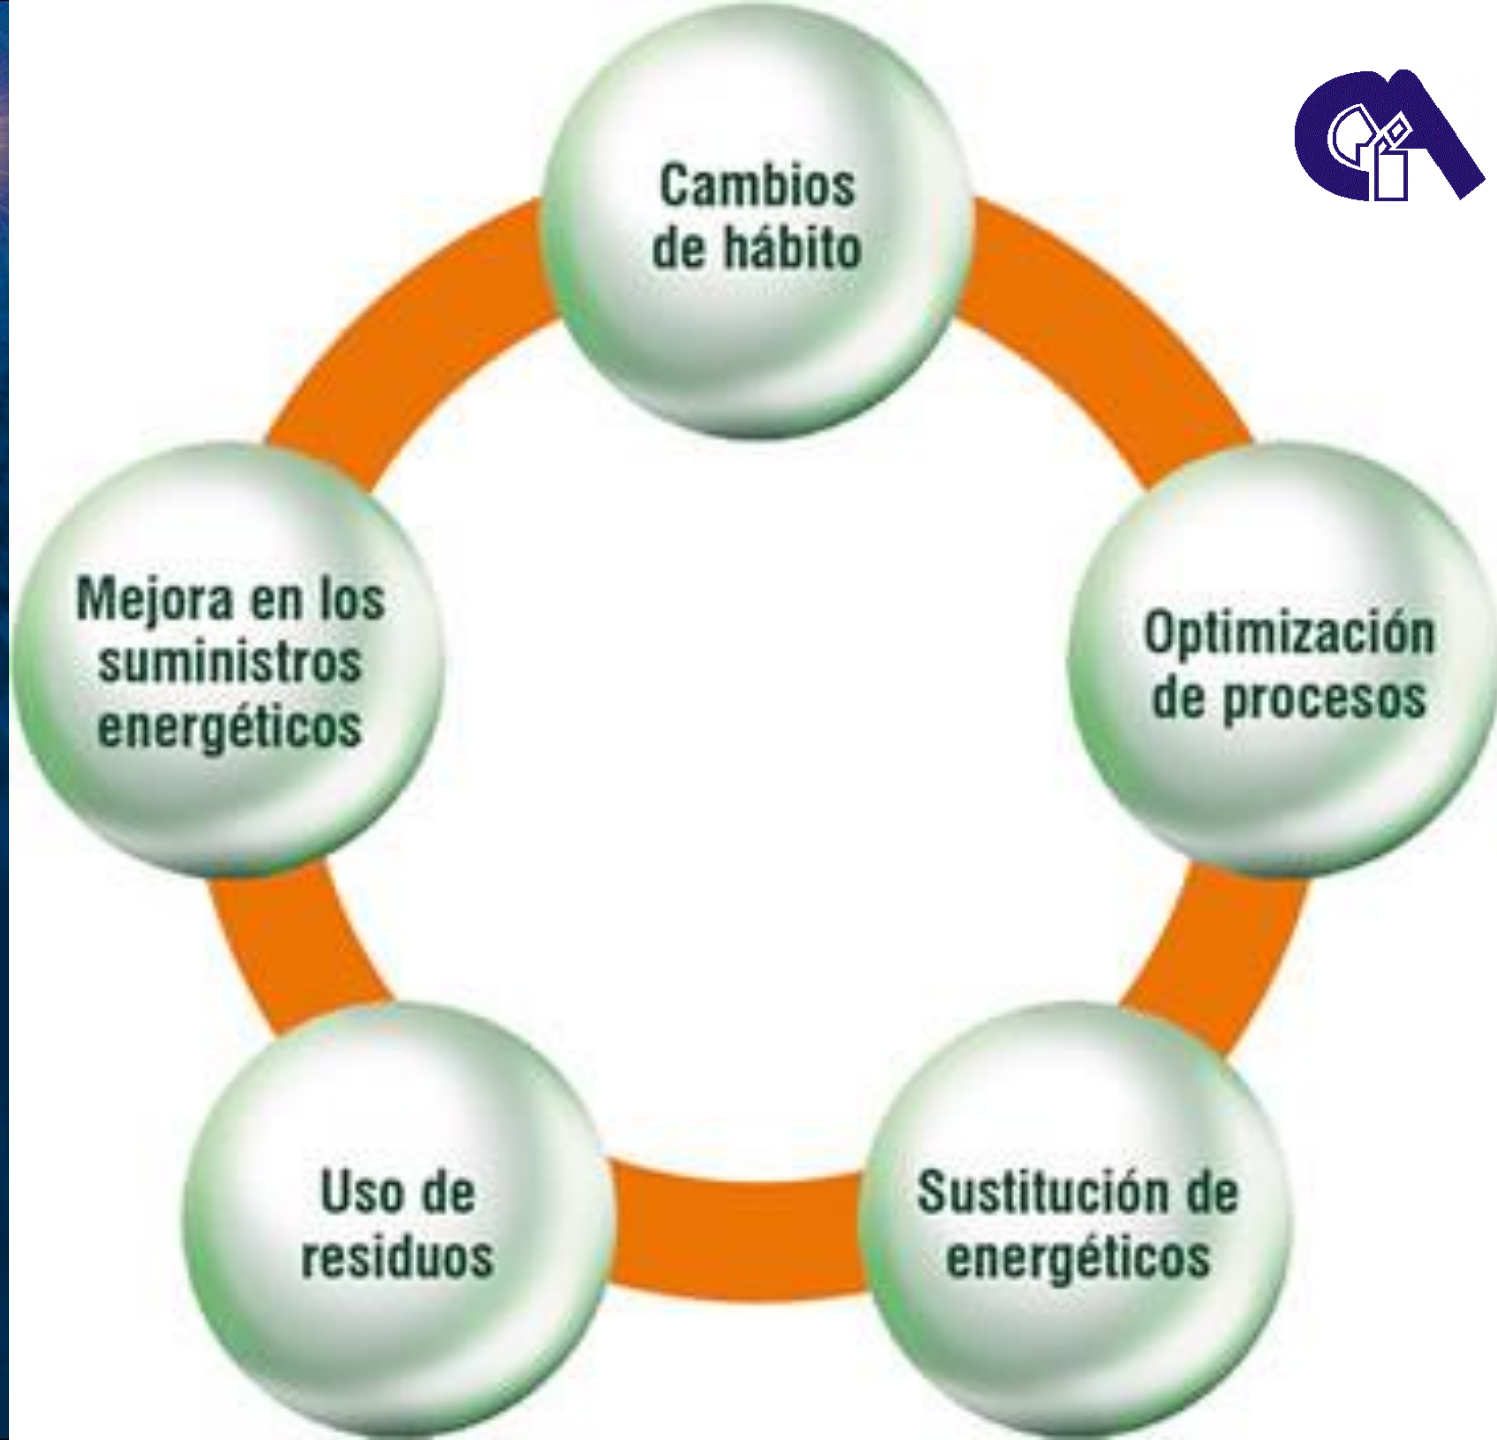 Cambios
de hábito
Optimización
de procesos
Sustitución de
energéticos
Uso de
residuos
Mejora en los
suministros
energéticos